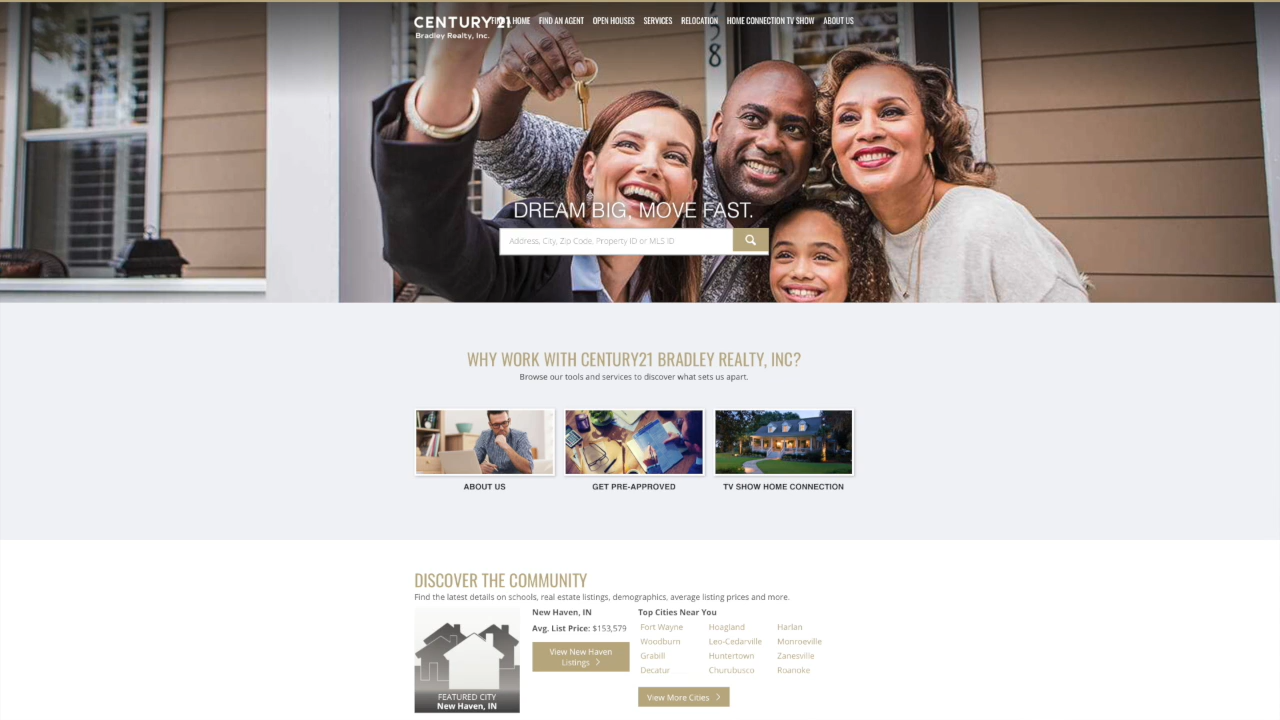 CENTURY 21
Bradley Realty, Inc.
HOME FIND AN AGENT OPEN HOUSES SERVICES RELOCATION HOME CONNECTION TV SHOW ABOUT US
28
DREAM BIG, MOVE FAST.
Address, City, Zip Code, Property ID or MLS ID
WHY WORK WITH CENTURY21 BRADLEY REALTY, INC?
Browse our tools and services to discover what sets us apart.
ABOUT US GET PRE-APPROVED TV SHOW HOME CONNECTION
DISCOVER THE COMMUNITY
Find the latest details on schools, real estate listings, demographics, average listing prices and more.
FEATURED CITY
New Haven, IN
New Haven, IN
Avg. List Price: $153,579
View New Haven
Listings
Top Cities Near You
Fort Wayne Hoagland Harlan
Woodburn Leo-Cedarville Monroeville
Grabill Huntertown Zanesville
Decatur Churubusco Roanoke
View More Cities